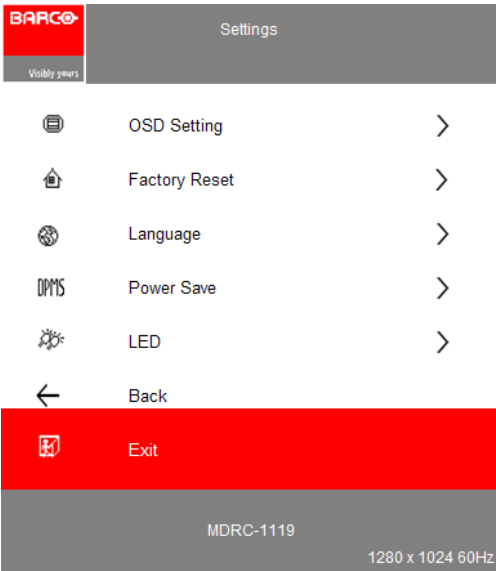 BARCO
Settings
Visibly yours
OSD Setting
Factory Reset
Language
DPMS Power Save
LED
Back
Exit
MDRC-1119
1280 x 1024 60Hz